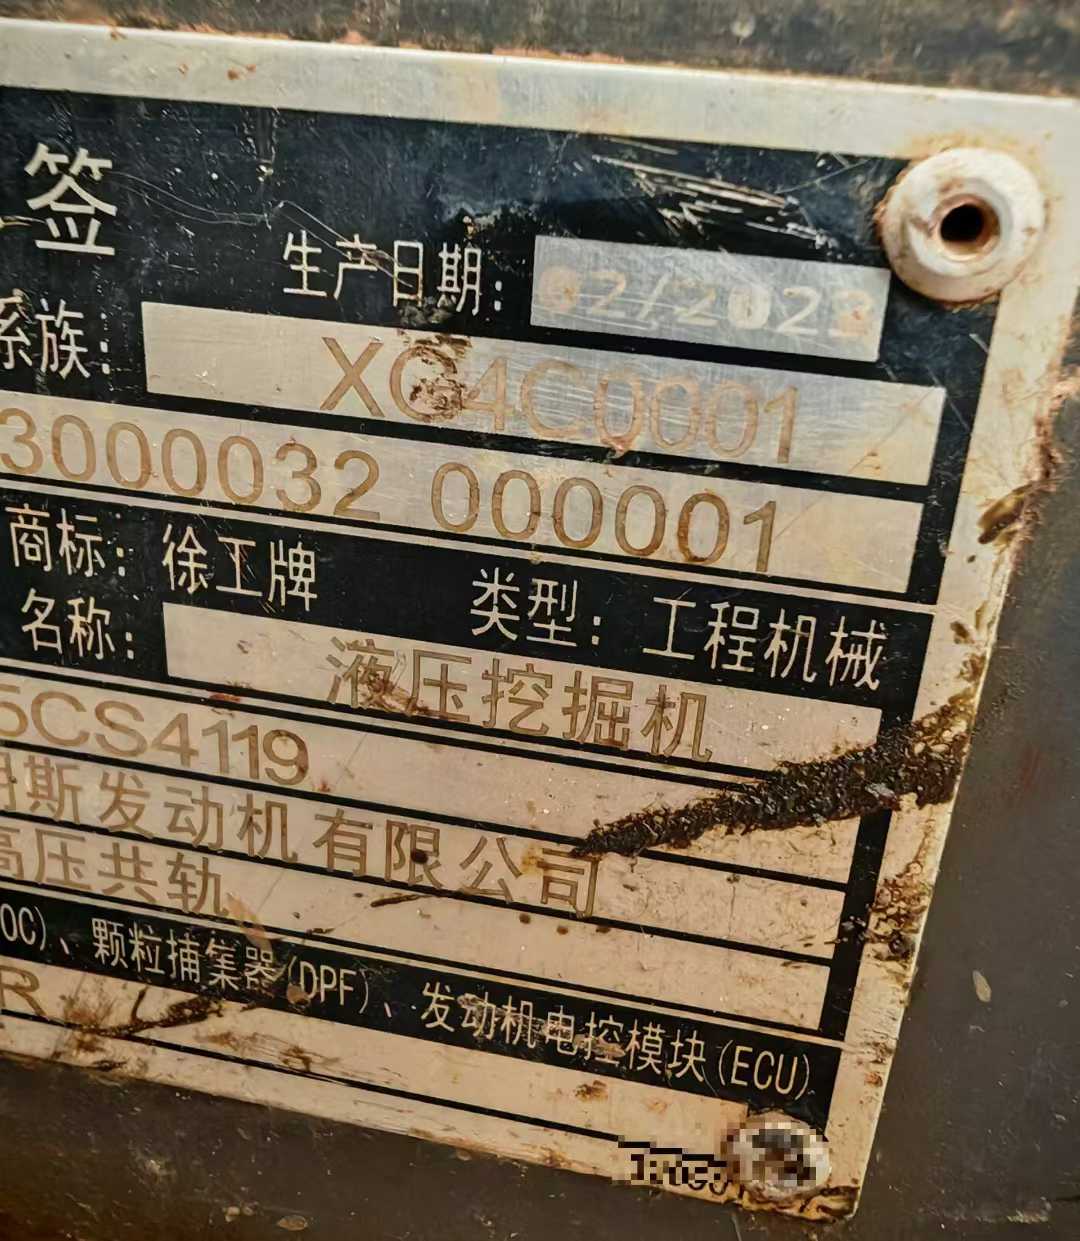 签
生产日期： 02/2023
系族： XG4C0001
3000032 000001
商标：徐工牌 类型：工程机械
名称： 液压挖掘机
5CS4119
斯发动机有限公司
高压共轨
OC)、颗粒捕集器(DPF)、发动机电控模块(ECU)
R